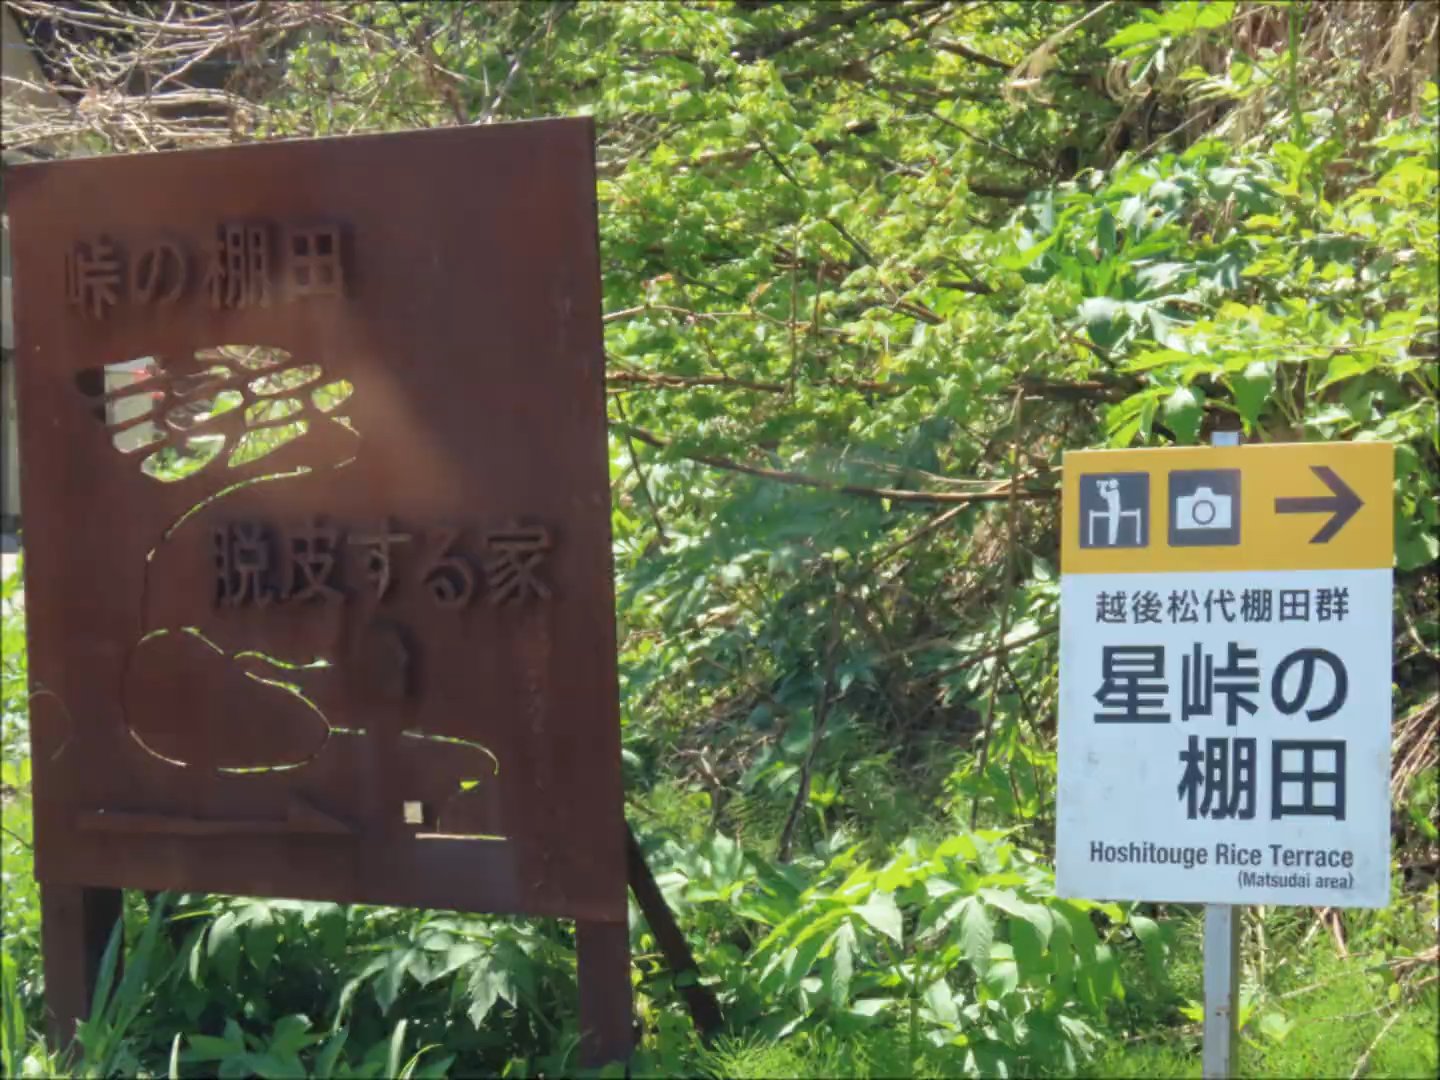 峠の棚田
脱皮する家
越後松代棚田群
星峠の
棚田
Hoshitouge Rice Terrace
(Matsudai area)